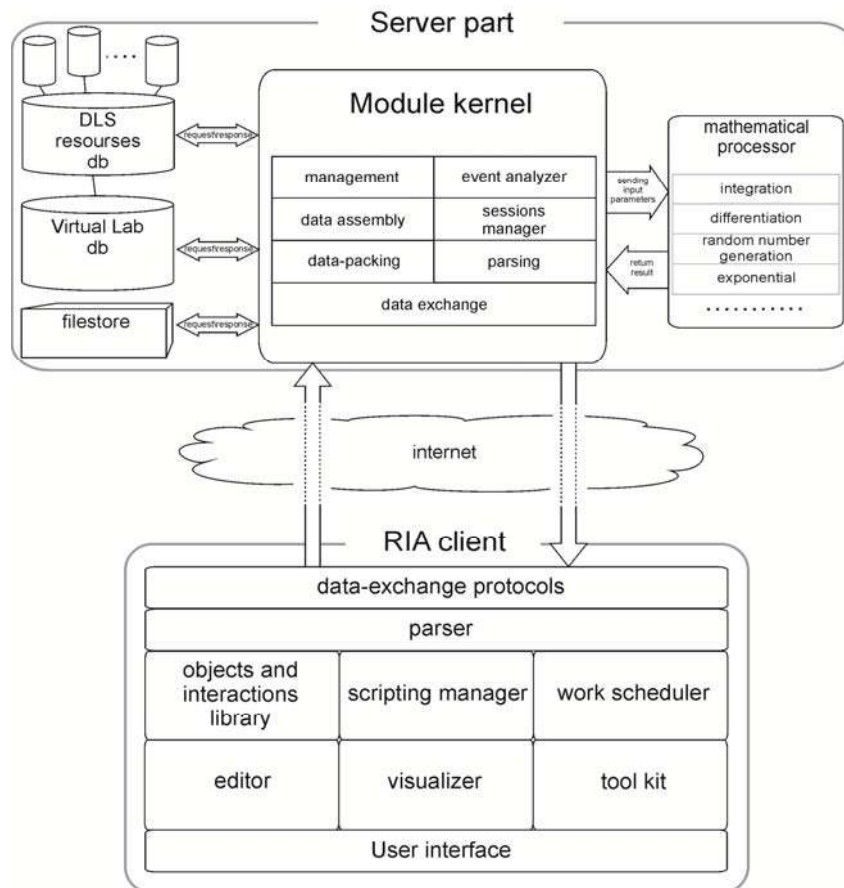 Server part
DLS
resourses
db
Virtual Lab
db
filestore
request\response
request\response
request\response
Module kernel
management
event analyzer
data assembly
sessions
manager
data-packing
parsing
data exchange
sending
input
parameters
return
result
mathematical
processor
integration
differentiation
random number
generation
exponential
internet
RIA client
data-exchange protocols
parser
objects and
interactions
library
scripting manager
work scheduler
editor
visualizer
tool kit
User interface